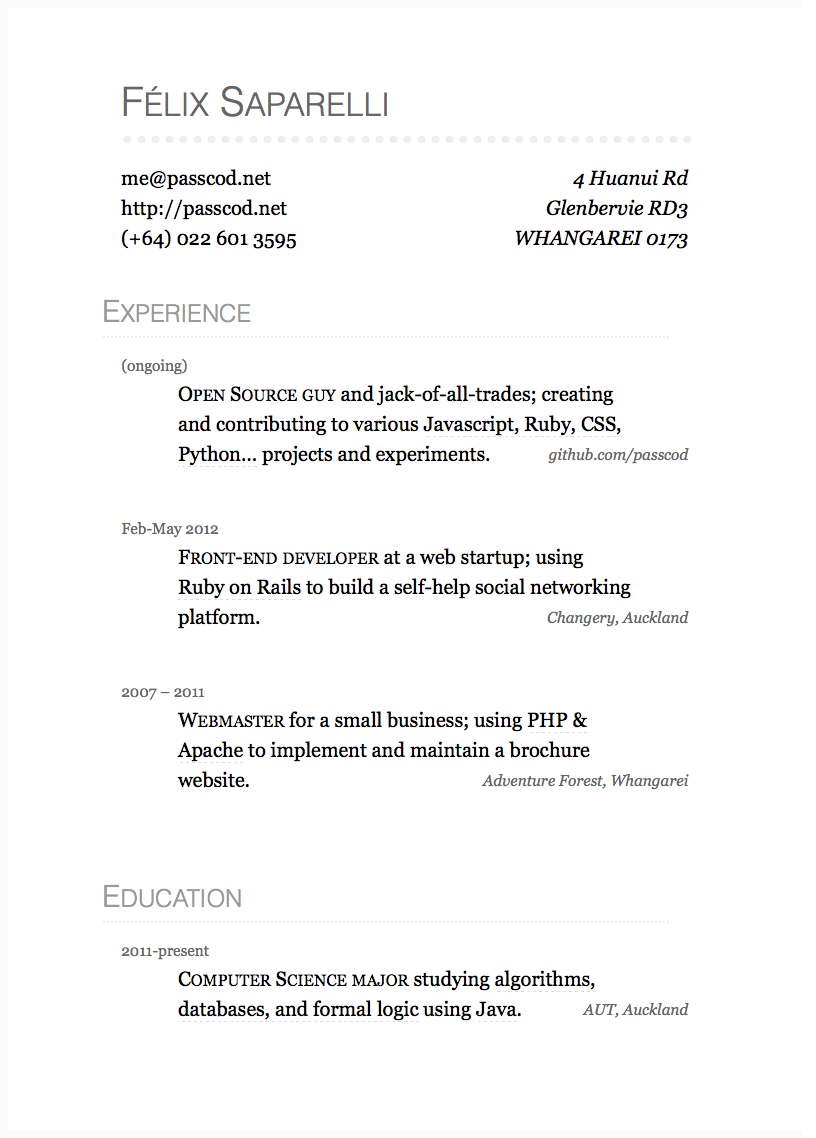 FÉLIX SAPARELLI
me@passcod.net
http://passcod.net
(+64) 022 601 3595
4 Huanui Rd
Glenbervie RD3
WHANGAREI 0173
EXPERIENCE
(ongoing)
OPEN SOURCE GUY and jack-of-all-trades; creating
and contributing to various Javascript, Ruby, CSS,
Python... projects and experiments.
github.com/passcod
Feb-May 2012
FRONT-END DEVELOPER at a web startup; using
Ruby on Rails to build a self-help social networking
platform.
Changery, Auckland
2007 – 2011
WEBMASTER for a small business; using PHP &
Apache to implement and maintain a brochure
website.
Adventure Forest, Whangarei
EDUCATION
2011-present
COMPUTER SCIENCE MAJOR studying algorithms,
databases, and formal logic using Java.
AUT, Auckland